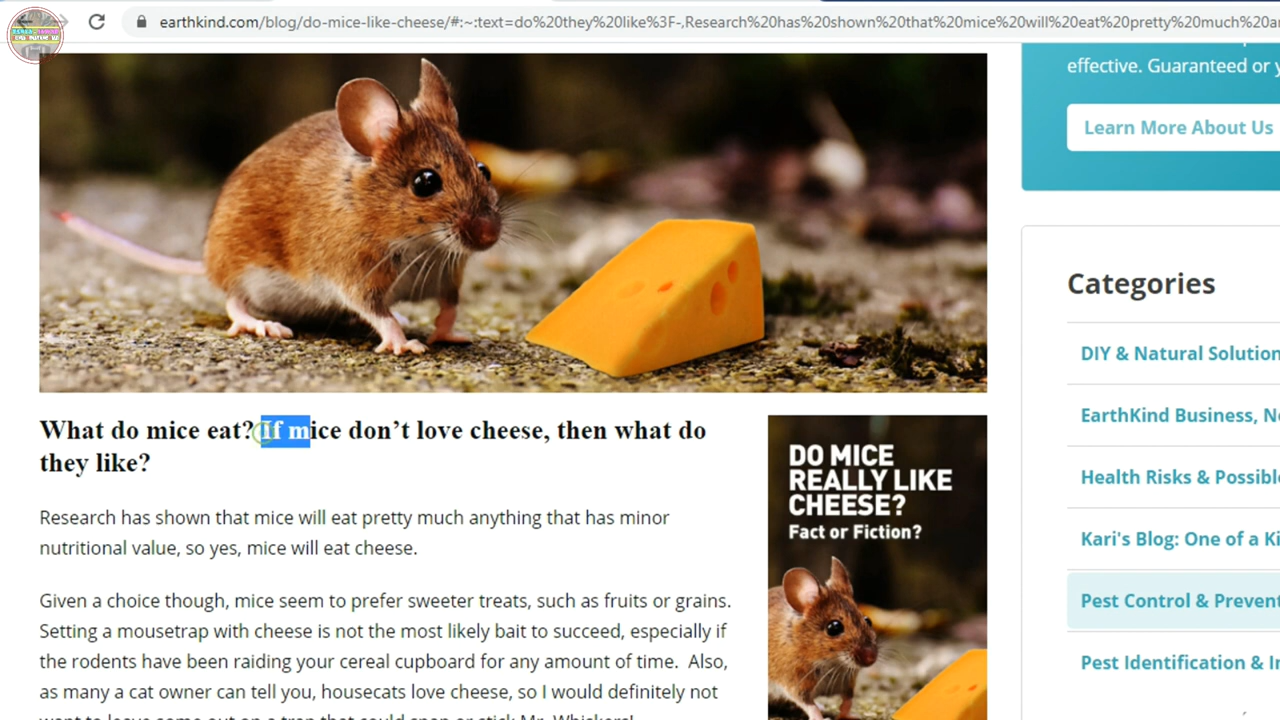 earthkind.com/blog/do-mice-like-cheese/#:~:text=do%20they%20like%3F-,Research%20has%20shown%20that%20mice%20will%20eat%20pretty%20much%20a
effective. Guaranteed or y
Learn More About Us
Categories
DIY & Natural Solution
EarthKind Business, Ne
Health Risks & Possible
Kari's Blog: One of a Ki
Pest Control & Prevent
Pest Identification & I
What do mice eat? If mice don’t love cheese, then what do
they like?
Research has shown that mice will eat pretty much anything that has minor
nutritional value, so yes, mice will eat cheese.
Given a choice though, mice seem to prefer sweeter treats, such as fruits or grains.
Setting a mousetrap with cheese is not the most likely bait to succeed, especially if
the rodents have been raiding your cereal cupboard for any amount of time. Also,
as many a cat owner can tell you, housecats love cheese, so I would definitely not
DO MICE
REALLY LIKE
CHEESE?
Fact or Fiction?